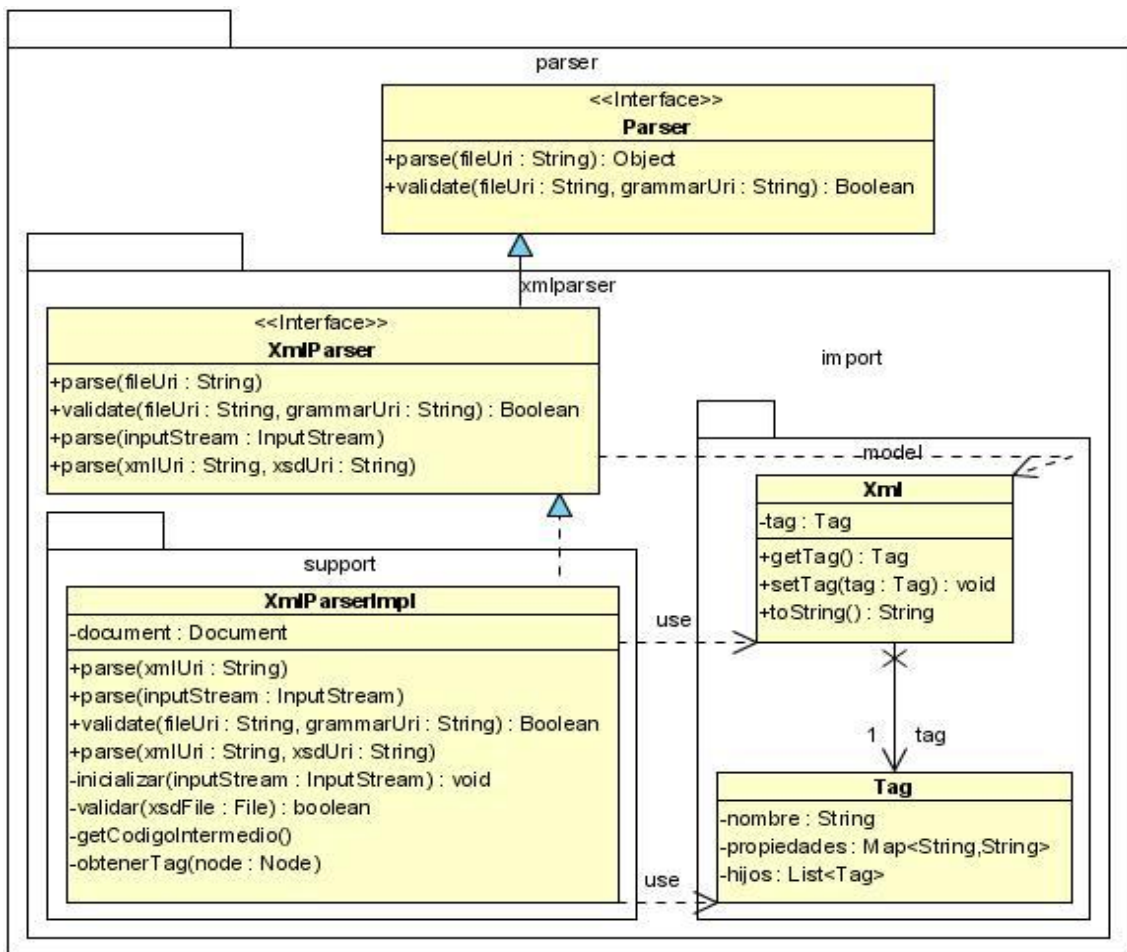 parser
<<Interface>>
Parser
+parse(fileUri : String) : Object
+validate(fileUri : String, grammarUri : String) : Boolean
xmlparser
<<Interface>>
XmlParser
+parse(fileUri : String)
+validate(fileUri : String, grammarUri : String) : Boolean
+parse(inputStream : InputStream)
+parse(xmlUri : String, xsdUri : String)
import
model
Xml
-tag : Tag
+getTag() : Tag
+setTag(tag : Tag) : void
+toString() : String
support
XmlParserImpl
-document : Document
+parse(xmlUri : String)
+parse(inputStream : InputStream)
+validate(fileUri : String, grammarUri : String) : Boolean
+parse(xmlUri : String, xsdUri : String)
-inicializar(inputStream : InputStream) : void
-validar(xsdFile : File) : boolean
-getCodigoIntermedio()
-obtenerTag(node : Node)
use
1 tag
Tag
-nombre : String
-propiedades : Map<String,String>
-hijos : List<Tag>
use